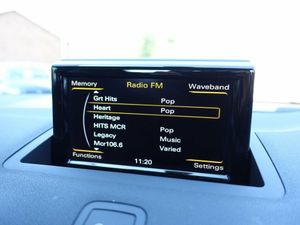 Memory Radio FM Waveband
Grt Hits Pop
Heart Pop
Heritage
HITS MCR Pop
Legacy Music
Mcr106.6 Varied
Functions 11:20 Settings